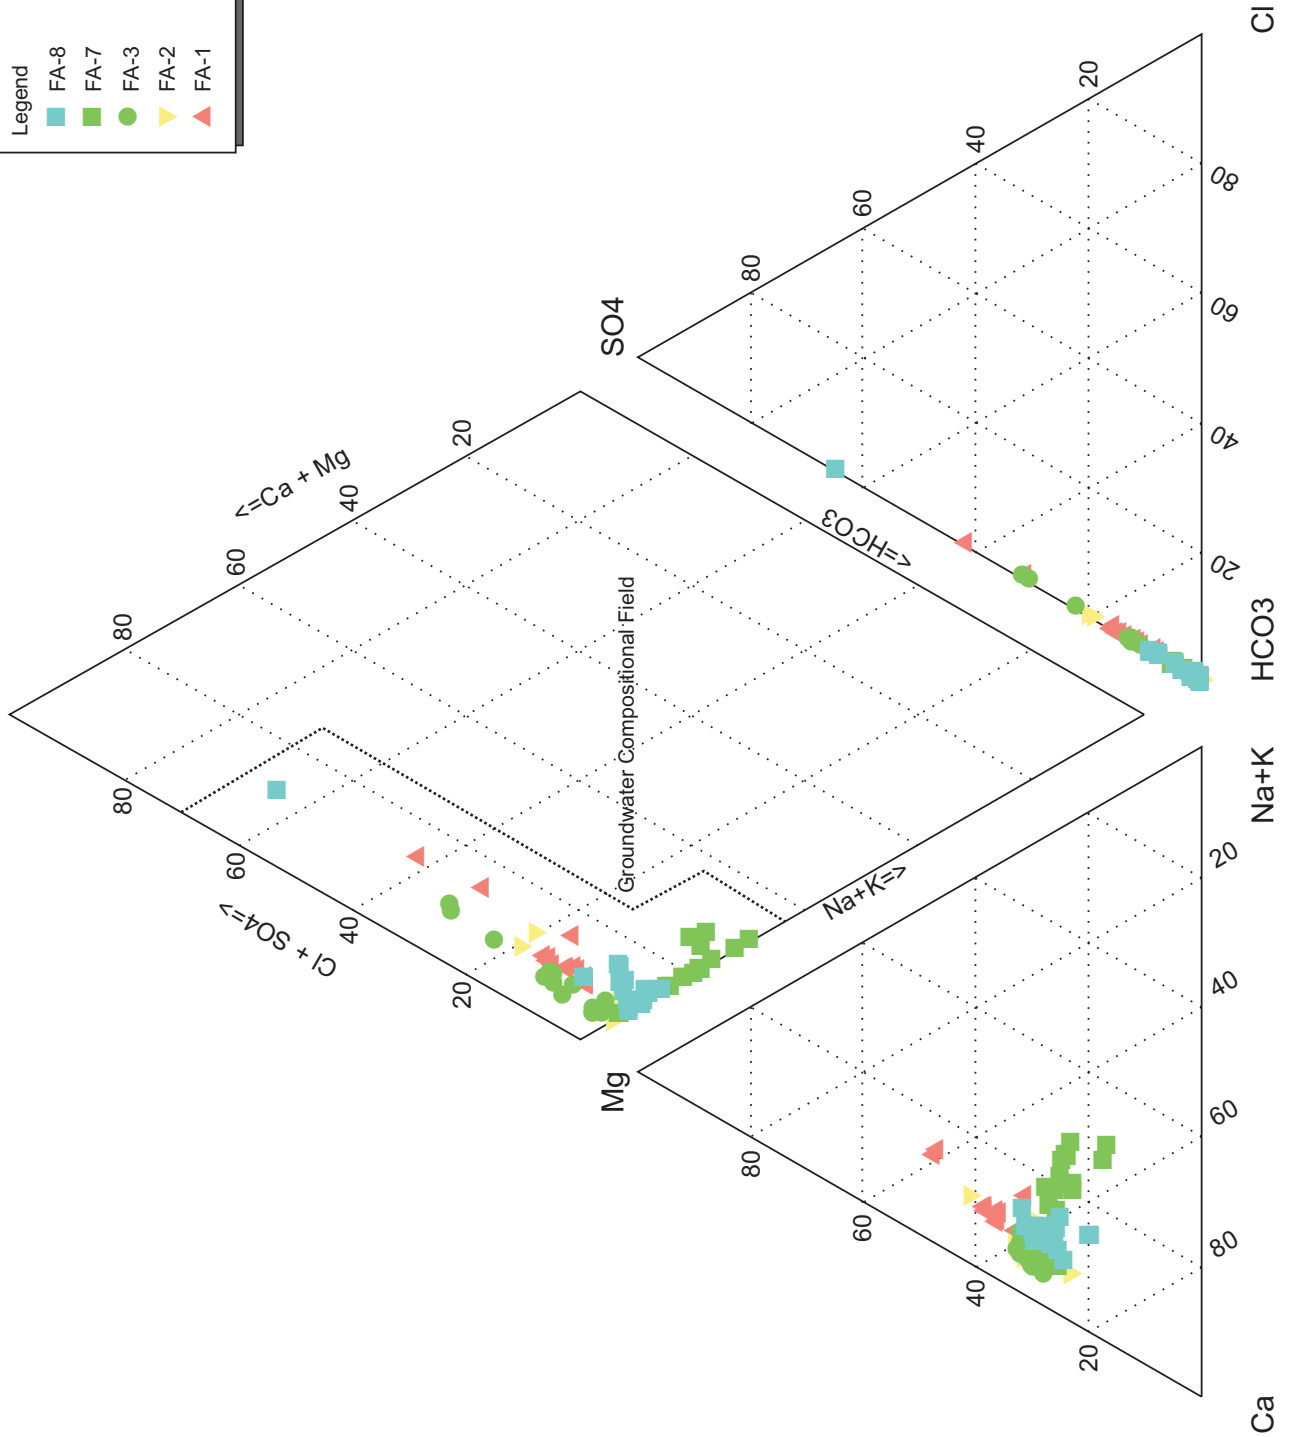 Legend
FA-8
FA-7
FA-3
FA-2
FA-1
<=Ca + Mg
80
60
40
20
Cl + SO4=>
80
60
40
20
Groundwater Compositional Field
Na+K=>
<=HCO3
Mg
80
60
40
20
Ca
80
60
40
20
Na+K
SO4
80
60
40
20
HCO3
20
40
60
80
Cl